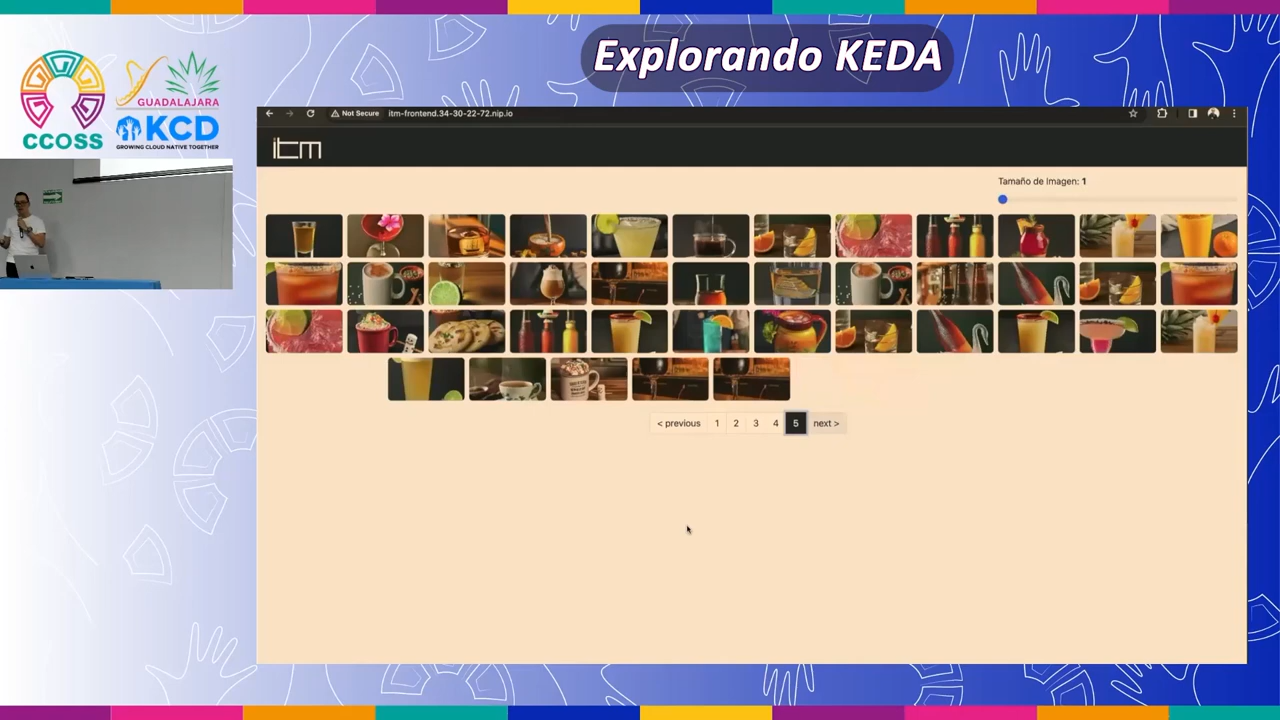 Explorando KEDA
CCOSS
GUADALAJARA
KCD
GROWING CLOUD NATIVE TOGETHER
Not Secure
itm-frontend.34-30-22-72.nip.io
itm
Tamaño de Imagen: 1
< previous 1 2 3 4 5 next >